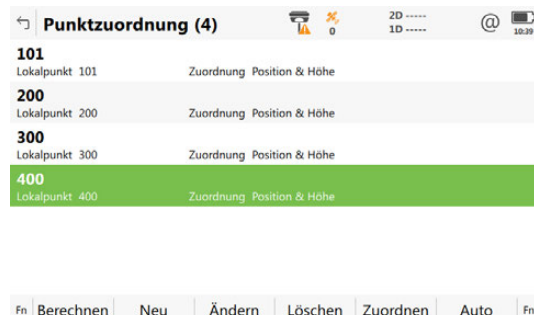 Punktzuordnung (4)
0
2D -----
1D -----
@
10:39
101
Lokalpunkt 101 Zuordnung Position & Höhe
200
Lokalpunkt 200 Zuordnung Position & Höhe
300
Lokalpunkt 300 Zuordnung Position & Höhe
400
Lokalpunkt 400 Zuordnung Position & Höhe
Fn Berechnen Neu Ändern Löschen Zuordnen Auto Fn